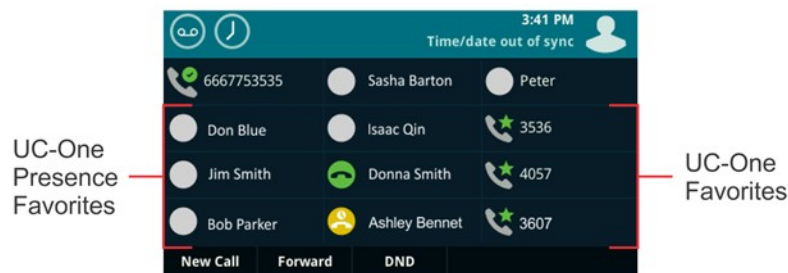 3:41 PM
Time/date out of sync
6667753535 Sasha Barton Peter
Don Blue Isaac Qin 3536
Jim Smith Donna Smith 4057
Bob Parker Ashley Bennet 3607
New Call Forward DND
UC-One
Presence
Favorites
UC-One
Favorites